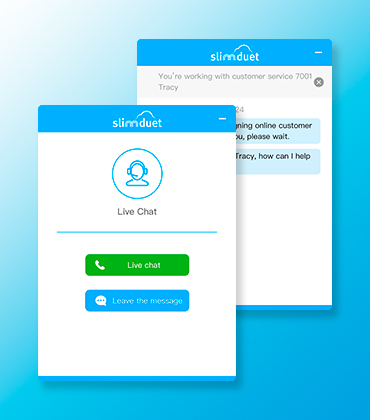 slimduet
You're working with customer service 7001
Tracy
24
gning online customer
u, please wait.
Tracy, how can I help
slimduet
Live Chat
Live chat
Leave the message